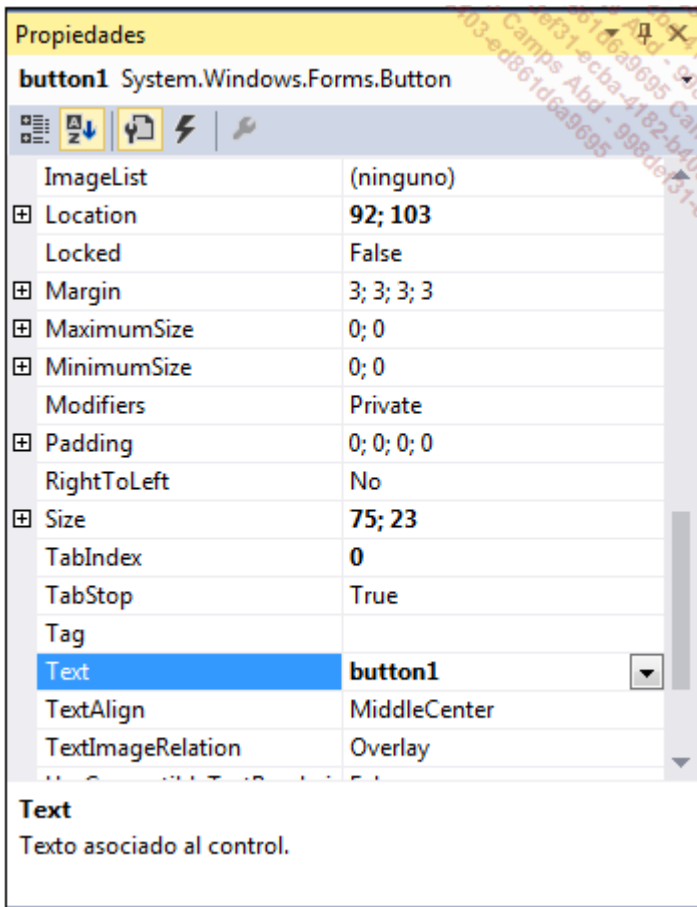 Propiedades
button1 System.Windows.Forms.Button
ImageList (ninguno)
Location 92; 103
Locked False
Margin 3; 3; 3; 3
MaximumSize 0; 0
MinimumSize 0; 0
Modifiers Private
Padding 0; 0; 0; 0
RightToLeft No
Size 75; 23
TabIndex 0
TabStop True
Tag
Text button1
TextAlign MiddleCenter
TextImageRelation Overlay
Text
Texto asociado al control.